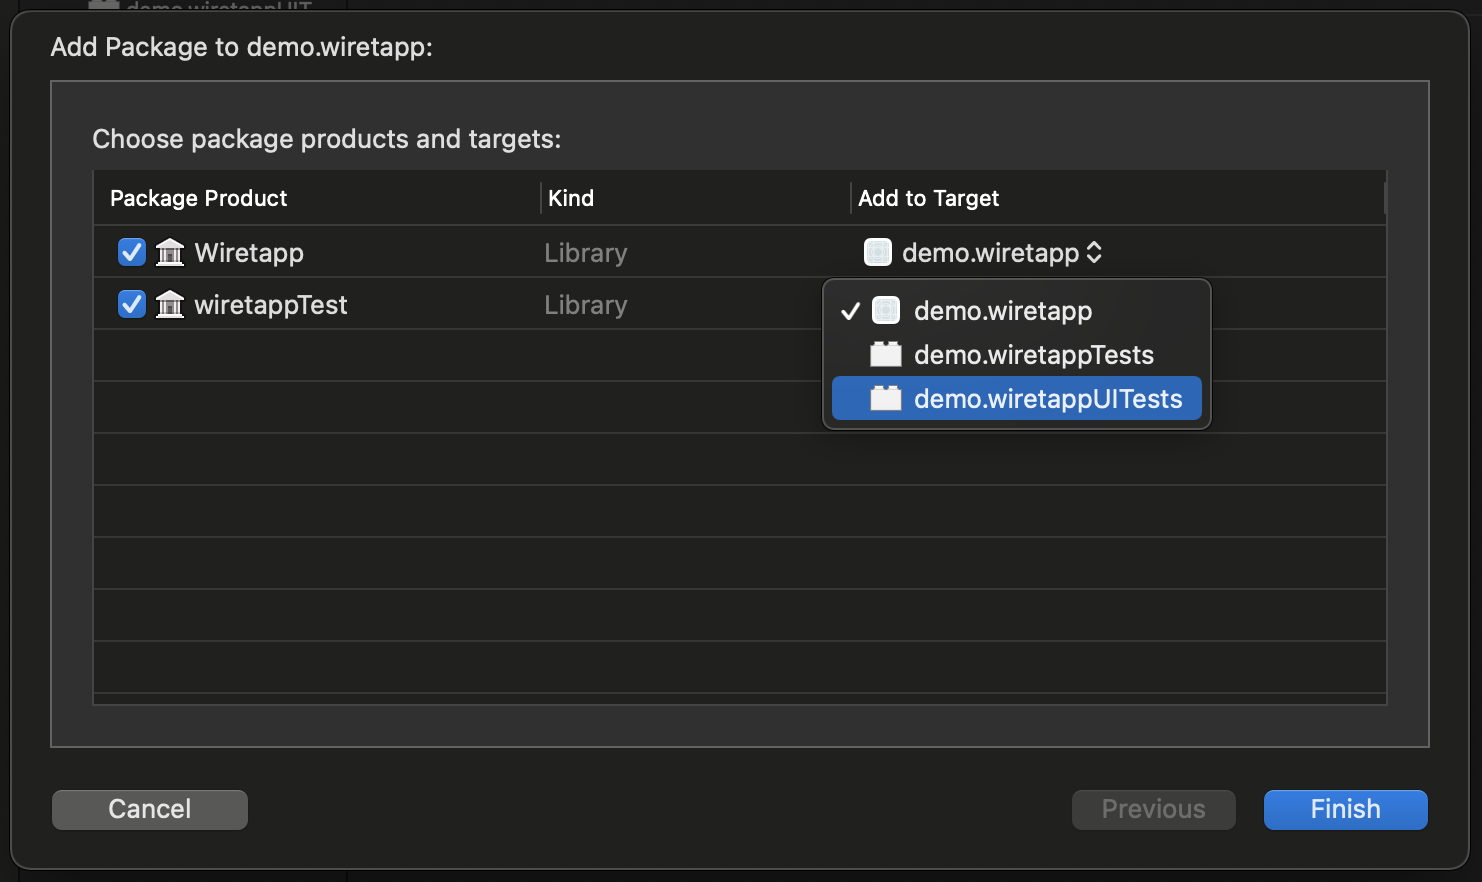 demo.wiretappUIT
Add Package to demo.wiretapp:
Choose package products and targets:
Package Product Kind Add to Target
Wiretapp Library demo.wiretapp
wiretappTest Library
demo.wiretapp
demo.wiretappTests
demo.wiretappUITests
Cancel Previous Finish